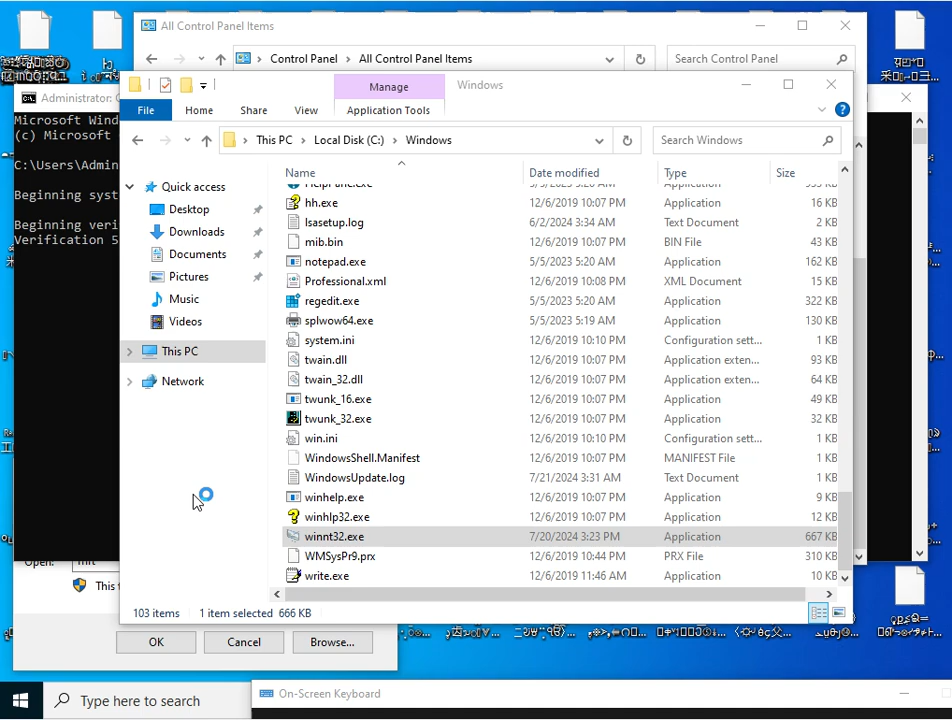 All Control Panel Items
Control Panel > All Control Panel Items
Search Control Panel
Administrator: C
Manage
Windows
File
Home
Share
View
Application Tools
This PC > Local Disk (C:) > Windows
Search Windows
Microsoft Wind
(c) Microsoft
C:\Users\Admin
Beginning syst
Beginning veri
Verification 5
Quick access
Desktop
Downloads
Documents
Pictures
Music
Videos
This PC
Network
Name Date modified Type Size
HelpPane.exe 5/5/2023 5:20 AM Application
hh.exe 12/6/2019 10:07 PM Application 16 KB
lsasetup.log 6/2/2024 3:34 AM Text Document 2 KB
mib.bin 12/6/2019 10:07 PM BIN File 43 KB
notepad.exe 5/5/2023 5:20 AM Application 162 KB
Professional.xml 12/6/2019 10:08 PM XML Document 15 KB
regedit.exe 5/5/2023 5:20 AM Application 322 KB
splwow64.exe 5/5/2023 5:19 AM Application 130 KB
system.ini 12/6/2019 10:10 PM Configuration sett... 1 KB
twain.dll 12/6/2019 10:07 PM Application exten... 93 KB
twain_32.dll 12/6/2019 10:07 PM Application exten... 64 KB
twunk_16.exe 12/6/2019 10:07 PM Application 49 KB
twunk_32.exe 12/6/2019 10:07 PM Application 32 KB
win.ini 12/6/2019 10:10 PM Configuration sett... 1 KB
WindowsShell.Manifest 12/6/2019 10:07 PM MANIFEST File 1 KB
WindowsUpdate.log 7/21/2024 3:31 AM Text Document 1 KB
winhelp.exe 12/6/2019 10:07 PM Application 9 KB
winhlp32.exe 12/6/2019 10:07 PM Application 12 KB
winnt32.exe 7/20/2024 3:23 PM Application 667 KB
WMSysPr9.prx 12/6/2019 10:44 PM PRX File 310 KB
write.exe 12/6/2019 11:46 AM Application 10 KB
103 items 1 item selected 666 KB
Open:
This t
OK
Cancel
Browse...
Type here to search
On-Screen Keyboard